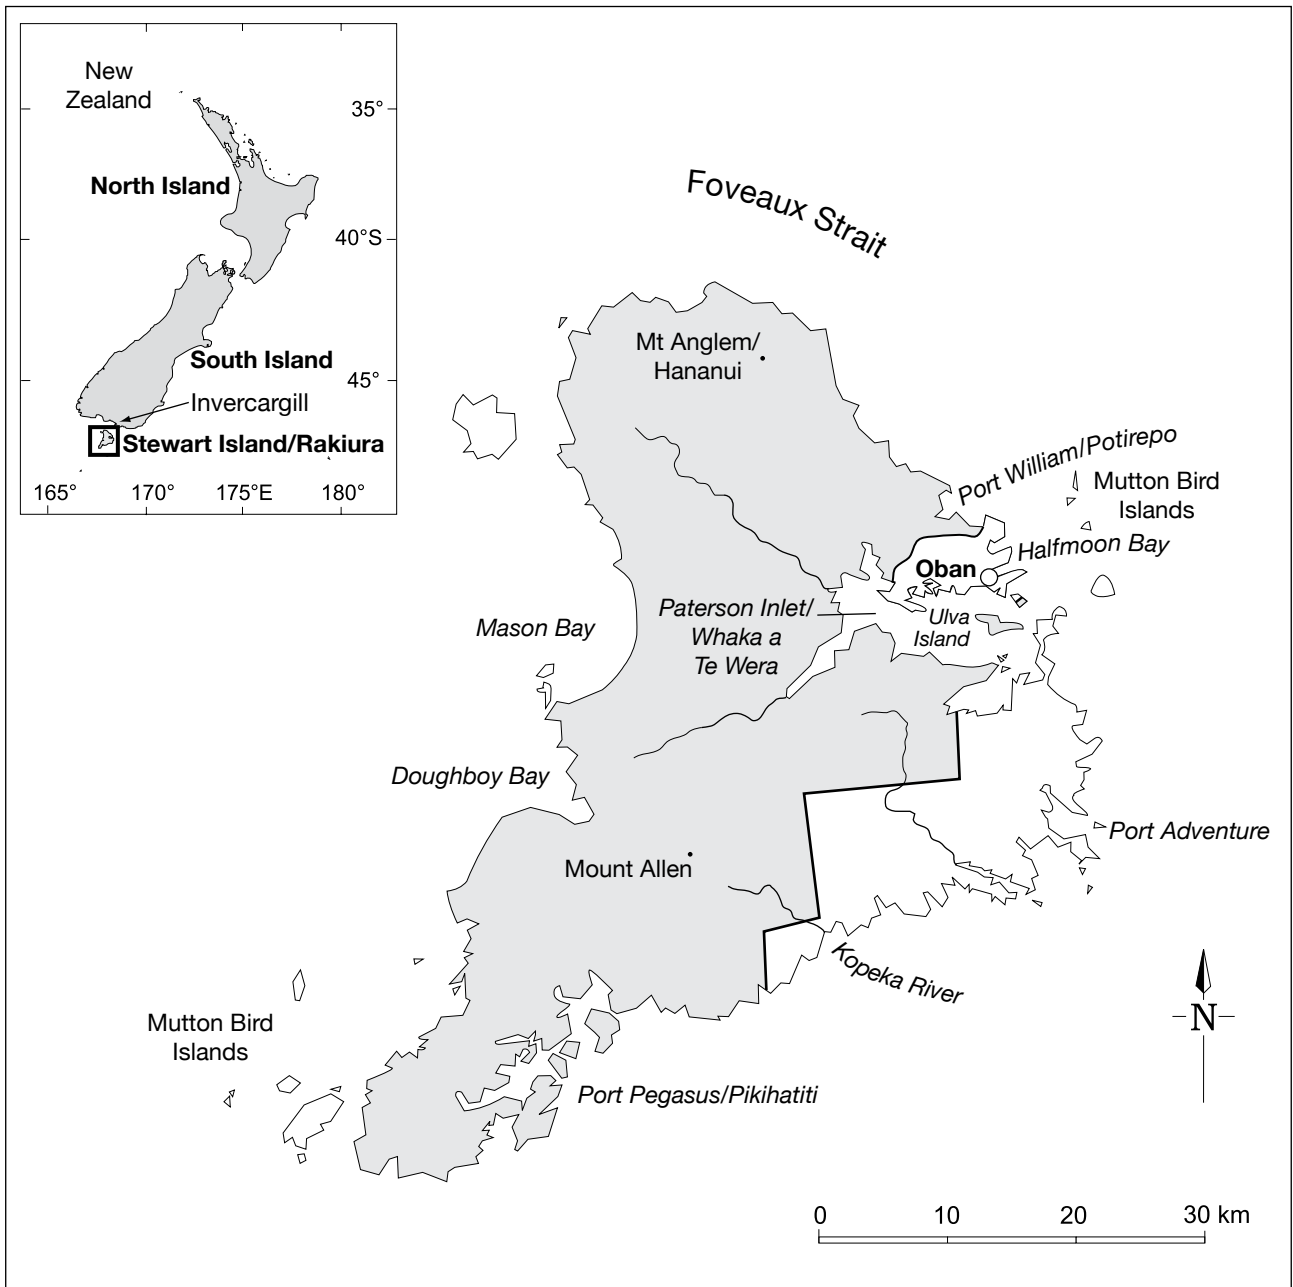 New
Zealand
35°
North Island
40°S
South Island
45°
Invercargill
Stewart Island/Rakiura
165°
170°
175°E
180°
Foveaux Strait
Mt Anglem/
Hananui
Port William/Potirepo
Mutton Bird
Islands
Halfmoon Bay
Oban
Paterson Inlet/
Whaka a
Te Wera
Ulva
Island
Mason Bay
Doughboy Bay
Port Adventure
Mount Allen
Kopeka River
N
Mutton Bird
Islands
Port Pegasus/Pikihatiti
0
10
20
30 km